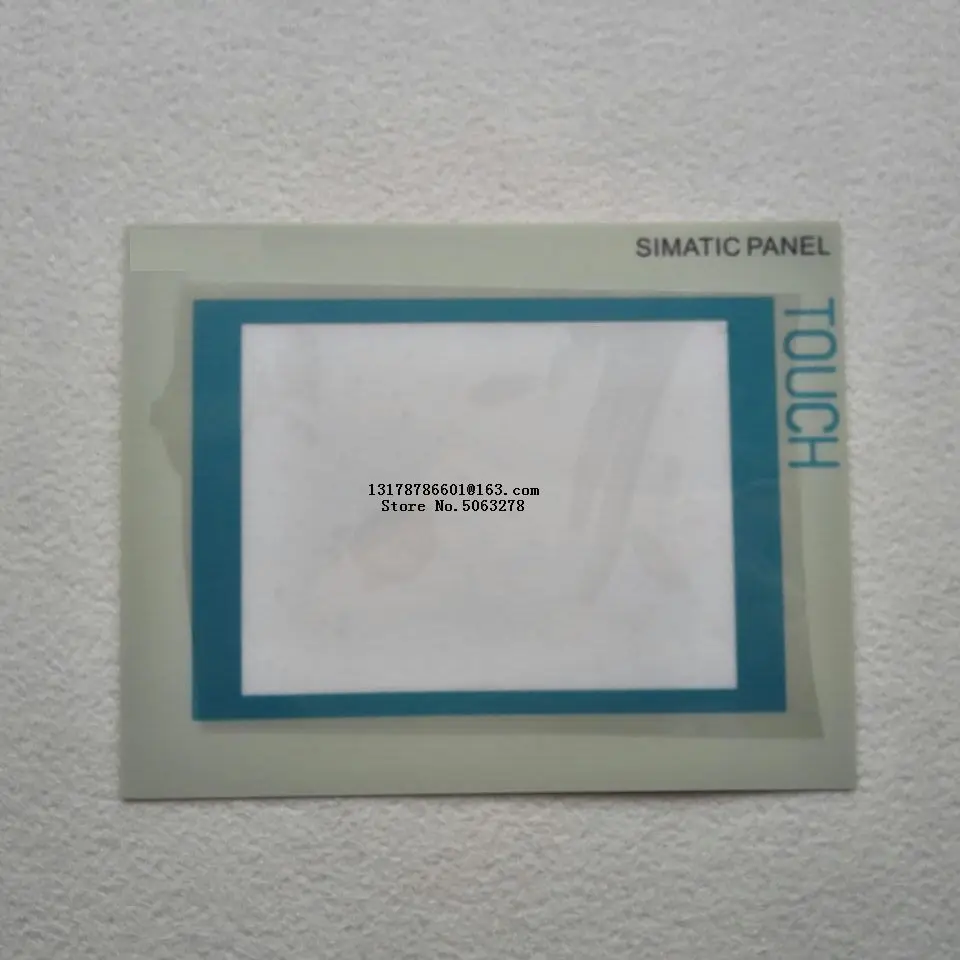 SIMATIC PANEL
TOUCH
13178786601@163.com
Store No.5063278